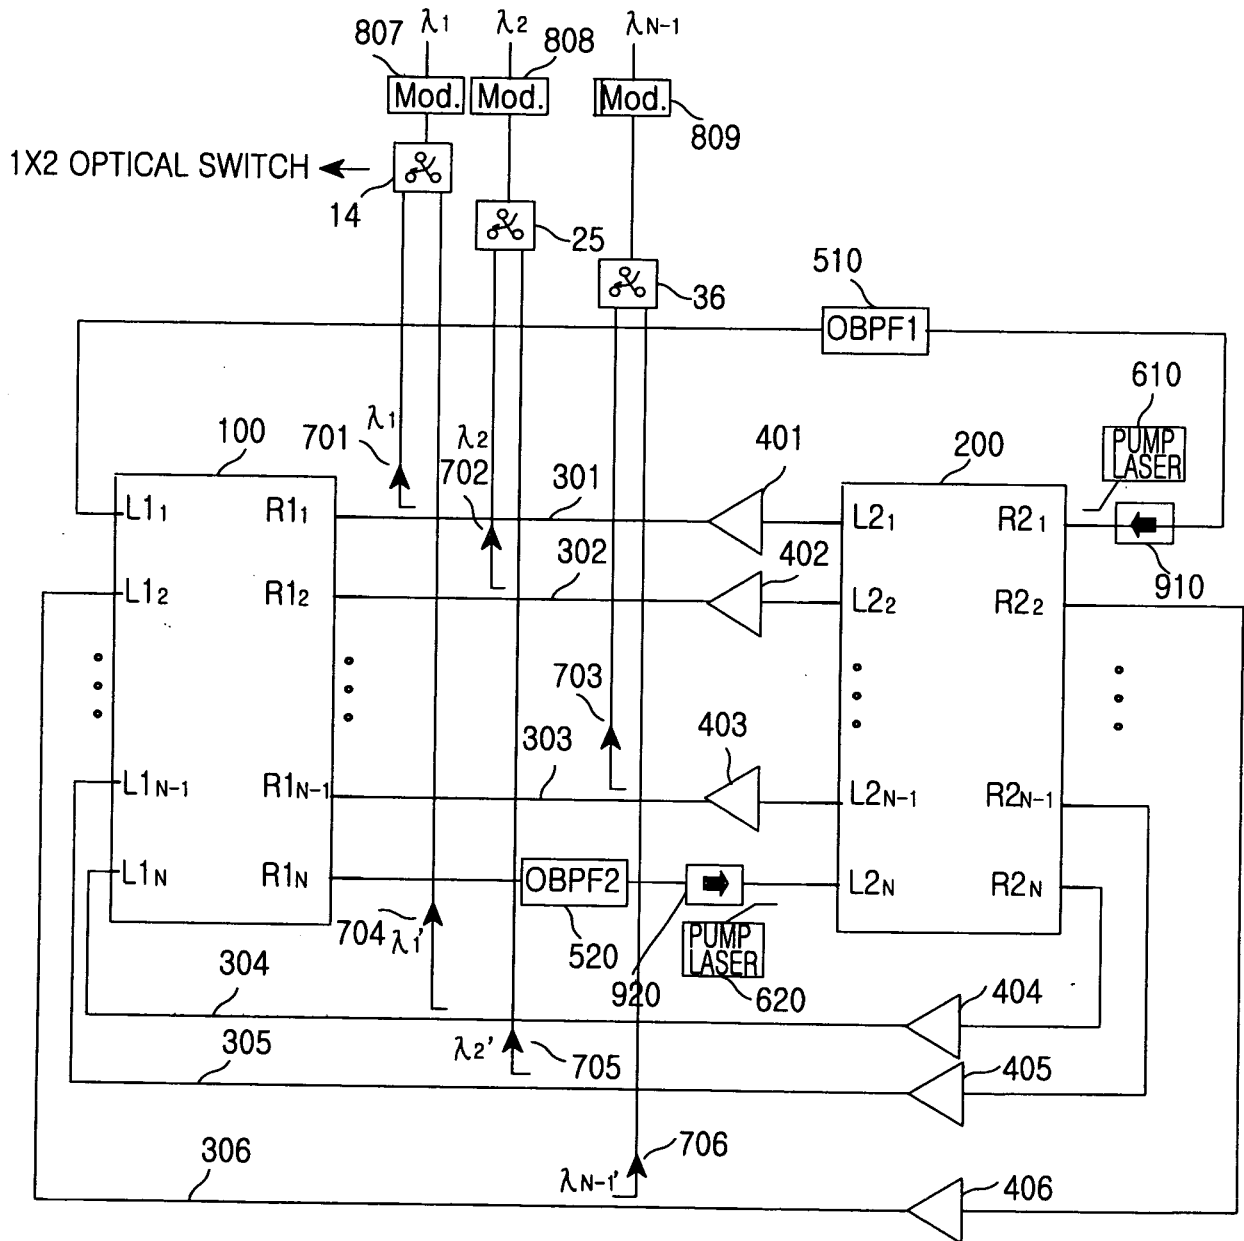 λ1 λ2 λN-1
807 808
Mod. Mod. Mod.
809
1X2 OPTICAL SWITCH
14 25 36
510
OBPF1
610
PUMP LASER
λ1 λ2
100 701 702 401 200
L11 R11 301 L21 R21
910
302 402
L12 R12 L22 R22
703
303 403
L1N-1 R1N-1 L2N-1 R2N-1
L1N R1N OBPF2 L2N R2N
704 λ1' 520 920
PUMP LASER
620
304 404
λ2' 705
305 405
706
306 λN-1' 406